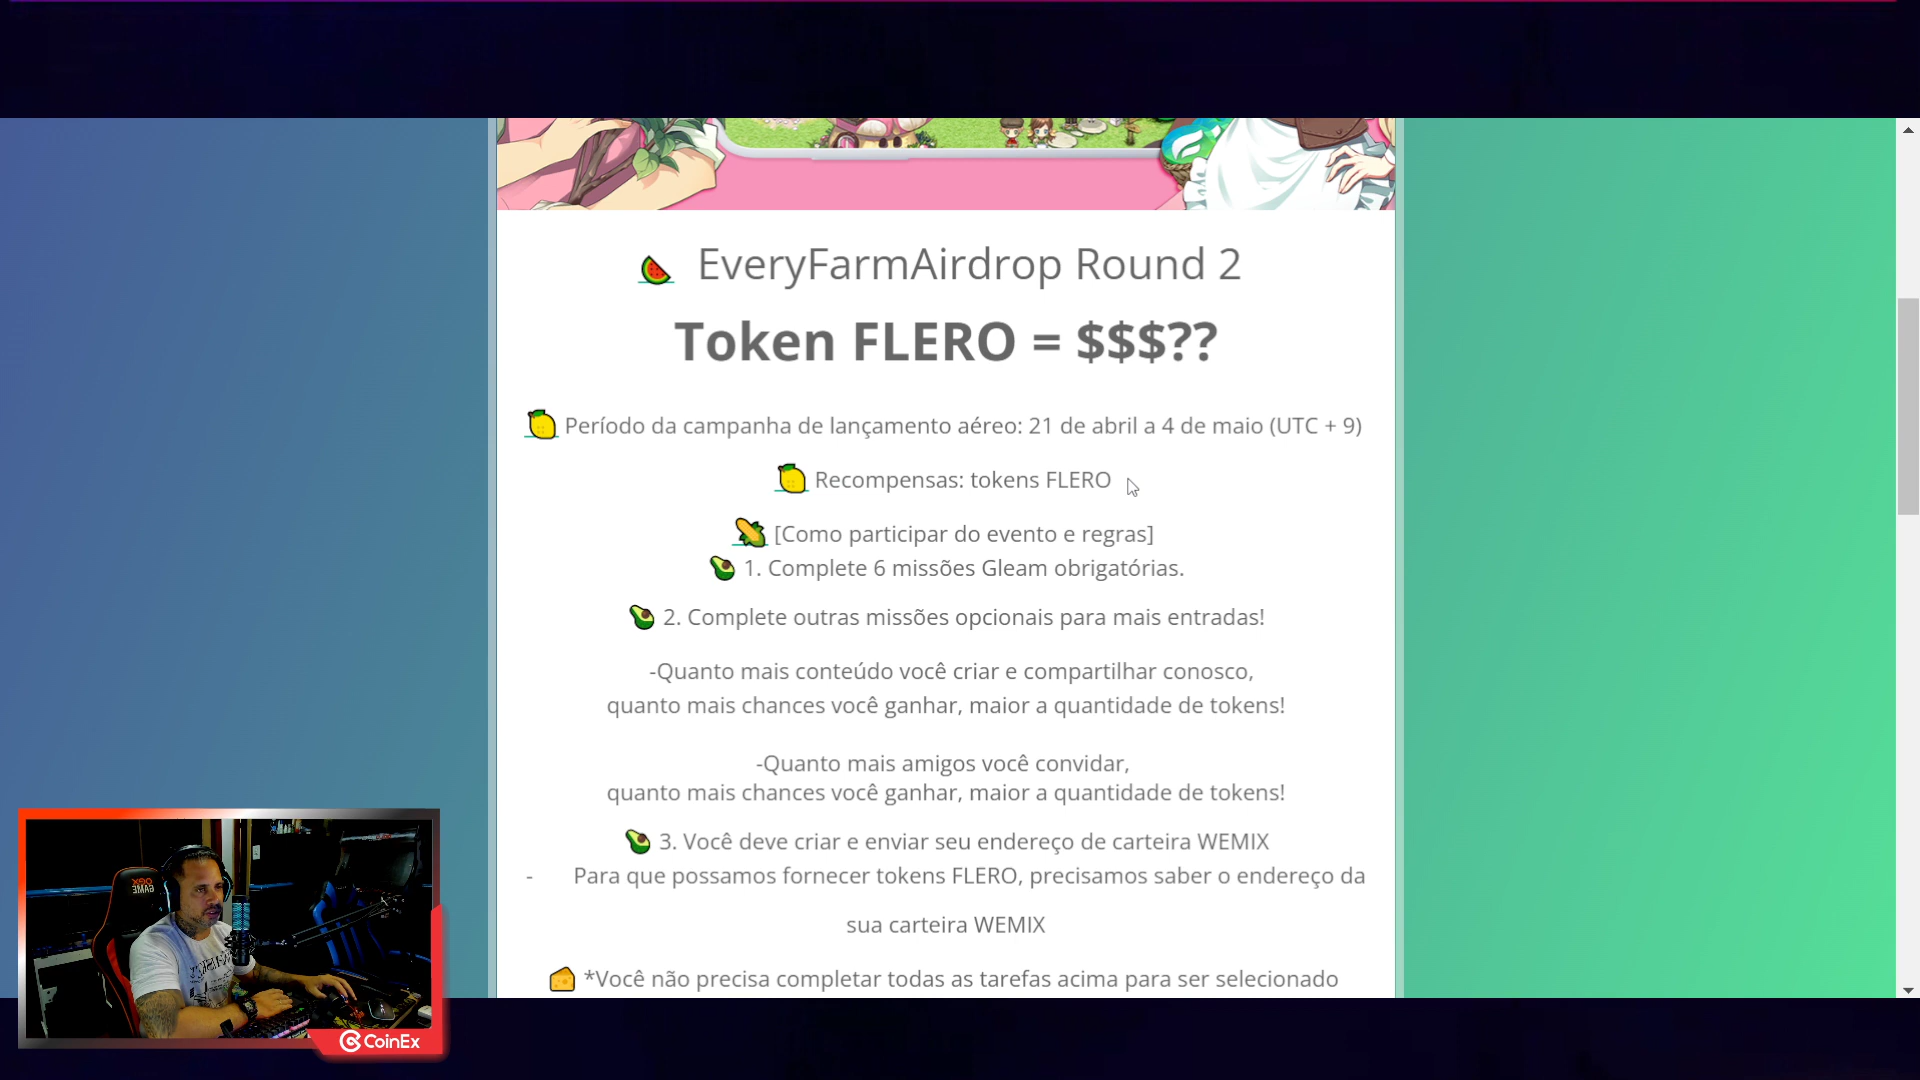 EveryFarmAirdrop Round 2
Token FLERO = $$$??
Período da campanha de lançamento aéreo: 21 de abril a 4 de maio (UTC + 9)
Recompensas: tokens FLERO
[Como participar do evento e regras]
1. Complete 6 missões Gleam obrigatórias.
2. Complete outras missões opcionais para mais entradas!
-Quanto mais conteúdo você criar e compartilhar conosco,
quanto mais chances você ganhar, maior a quantidade de tokens!
-Quanto mais amigos você convidar,
quanto mais chances você ganhar, maior a quantidade de tokens!
3. Você deve criar e enviar seu endereço de carteira WEMIX
- Para que possamos fornecer tokens FLERO, precisamos saber o endereço da
sua carteira WEMIX
*Você não precisa completar todas as tarefas acima para ser selecionado
CoinEx